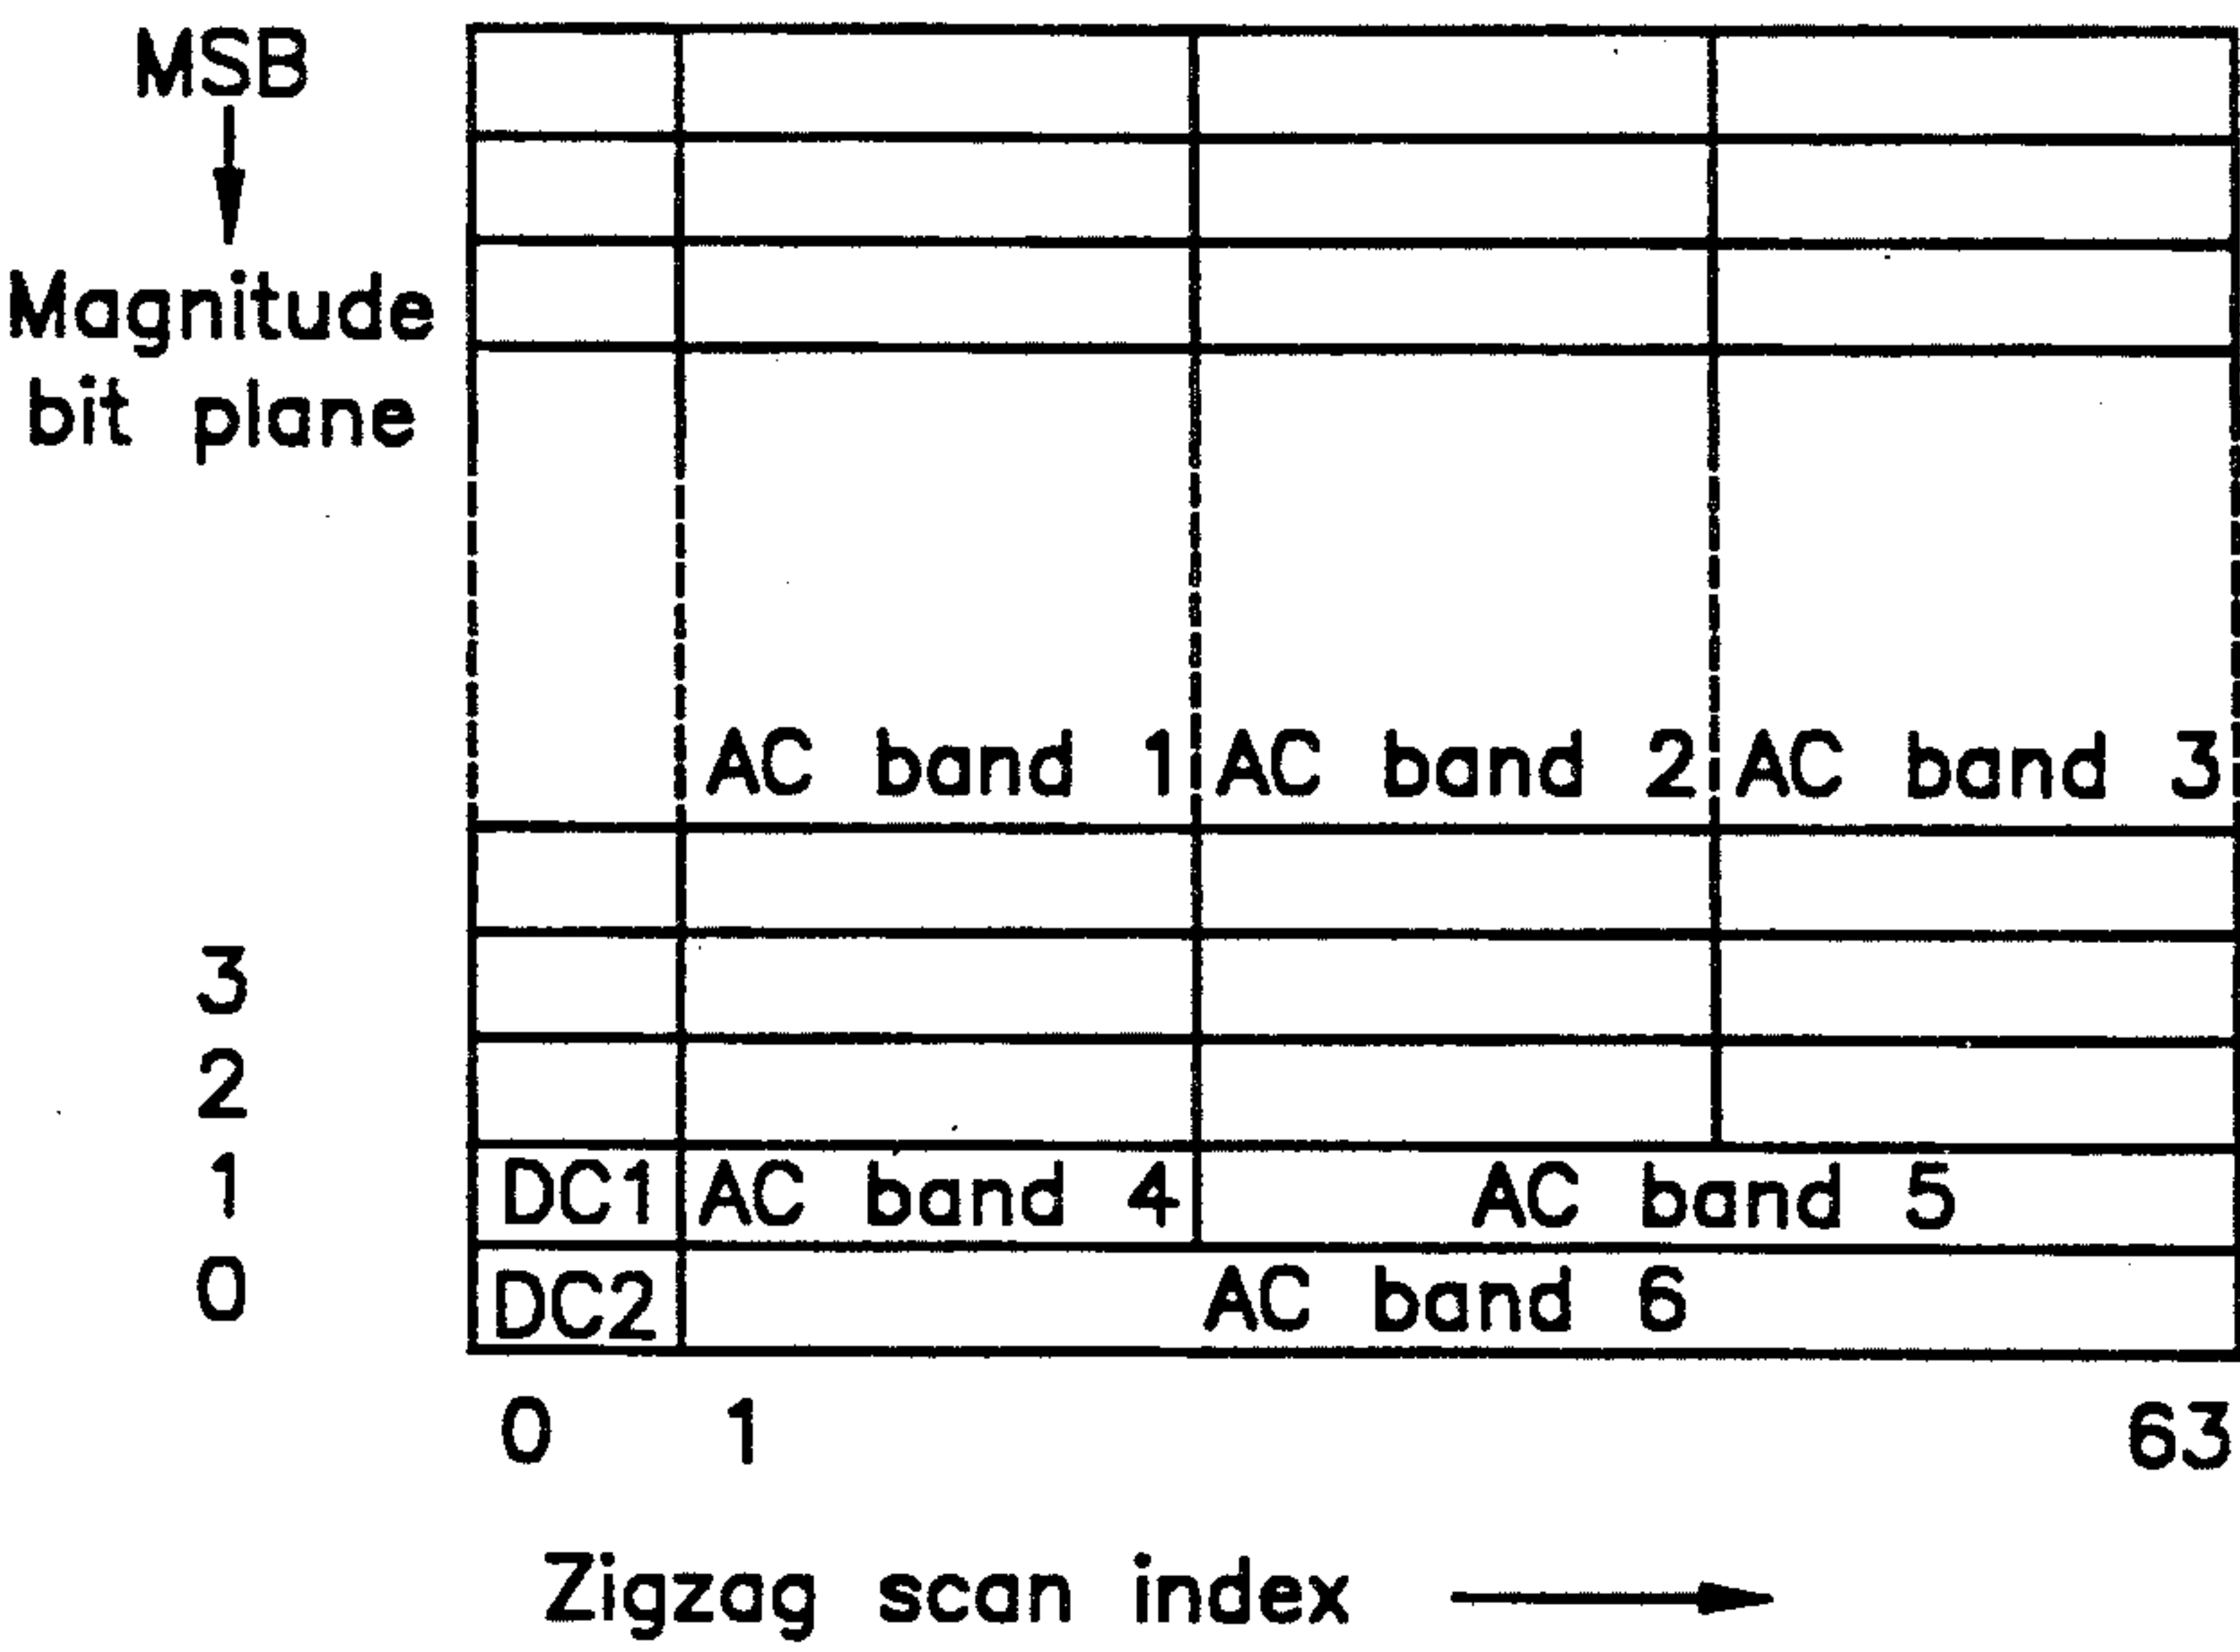 MSB
Magnitude
bit plane
AC band 1 AC band 2 AC band 3
3
2
1 DC1 AC band 4 AC band 5
0 DC2 AC band 6
0 1 63
Zigzag scan index